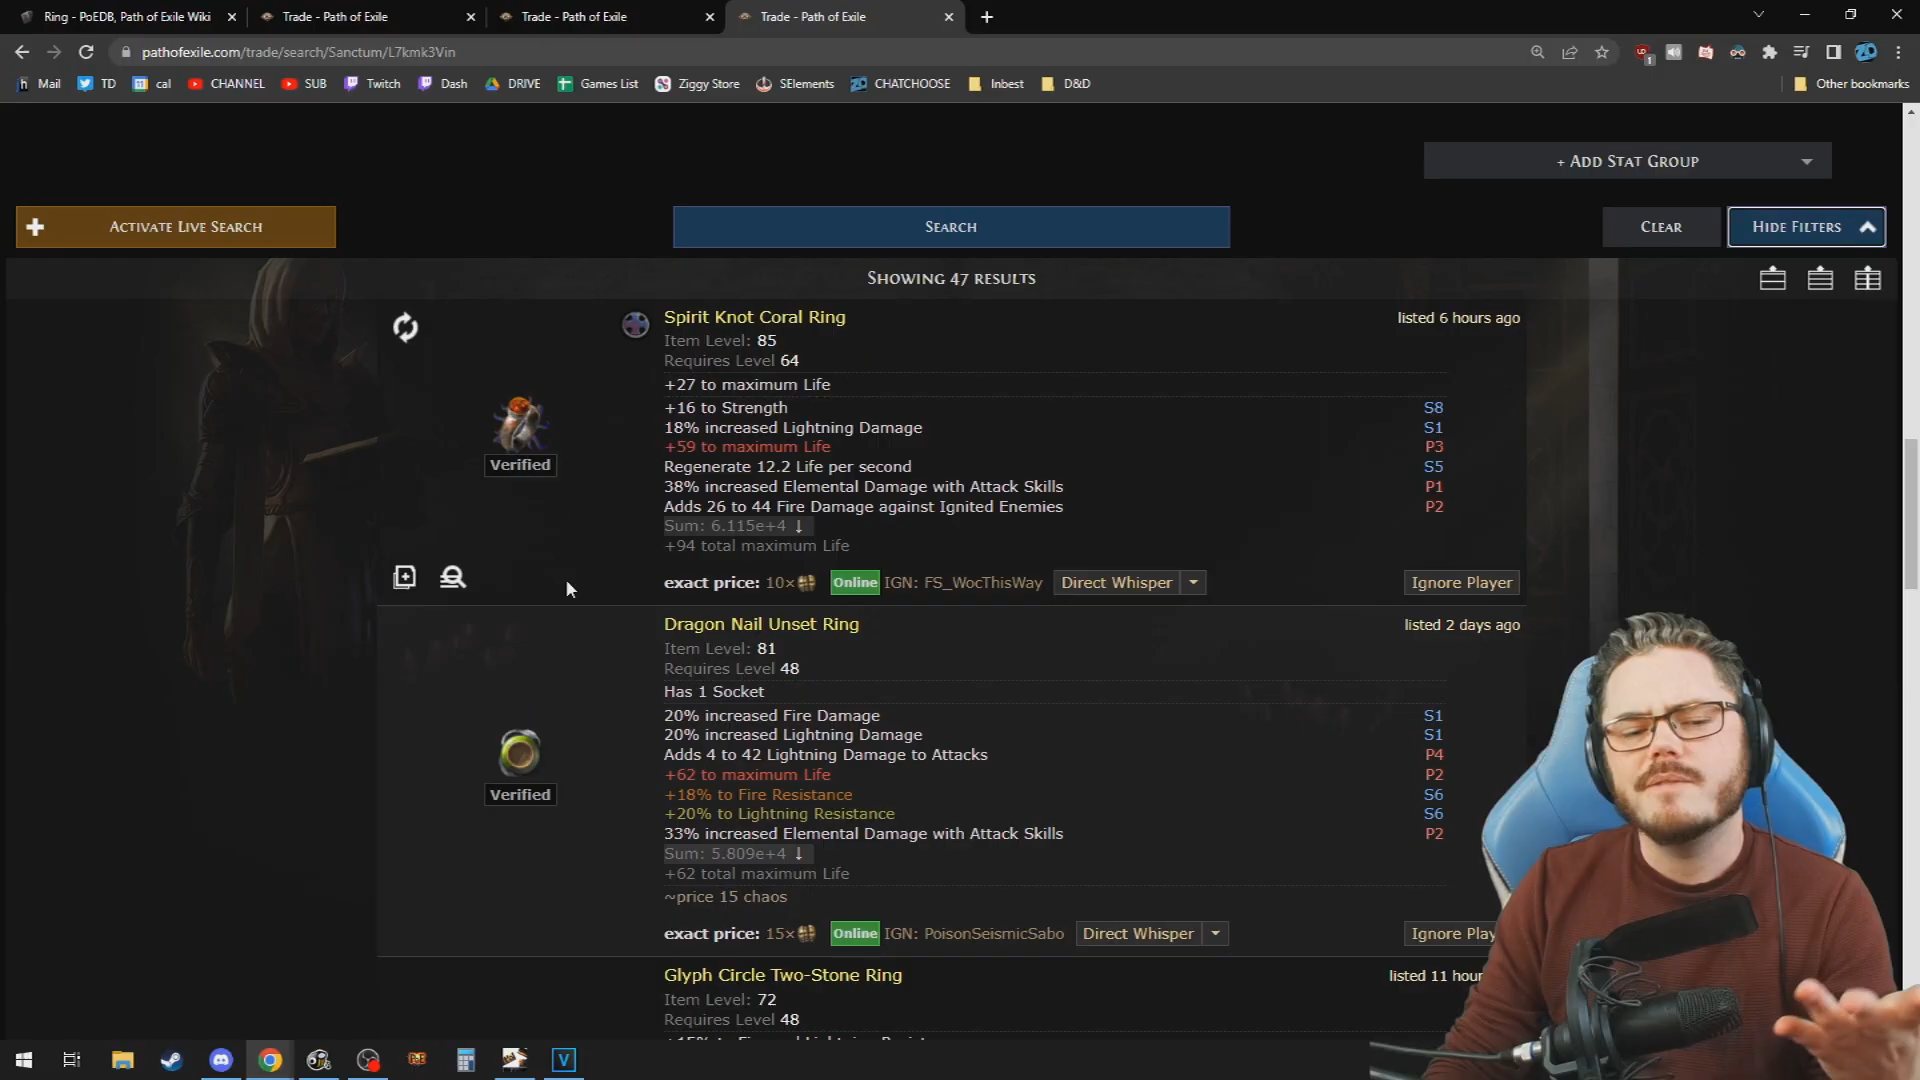 Ring - PoEDB, Path of Exile Wiki
Trade - Path of Exile
Trade - Path of Exile
Trade - Path of Exile
pathofexile.com/trade/search/Sanctum/L7kmk3Vin
Mail
TD
cal
CHANNEL
SUB
Twitch
Dash
DRIVE
Games List
Ziggy Store
SElements
CHATCHOOSE
Inbest
D&D
Other bookmarks
+ ADD STAT GROUP
ACTIVATE LIVE SEARCH
SEARCH
CLEAR
HIDE FILTERS
SHOWING 47 RESULTS
Spirit Knot Coral Ring
listed 6 hours ago
Item Level: 85
Requires Level 64
+27 to maximum Life
+16 to Strength S8
18% increased Lightning Damage S1
+59 to maximum Life P3
Regenerate 12.2 Life per second S5
38% increased Elemental Damage with Attack Skills P1
Adds 26 to 44 Fire Damage against Ignited Enemies P2
Sum: 6.115e+4 ↓
+94 total maximum Life
Verified
exact price: 10× Online IGN: FS_WocThisWay Direct Whisper Ignore Player
Dragon Nail Unset Ring
listed 2 days ago
Item Level: 81
Requires Level 48
Has 1 Socket
20% increased Fire Damage S1
20% increased Lightning Damage S1
Adds 4 to 42 Lightning Damage to Attacks P4
+62 to maximum Life P2
+18% to Fire Resistance S6
+20% to Lightning Resistance S6
33% increased Elemental Damage with Attack Skills P2
Sum: 5.809e+4 ↓
+62 total maximum Life
~price 15 chaos
Verified
exact price: 15× Online IGN: PoisonSeismicSabo Direct Whisper Ignore Play
Glyph Circle Two-Stone Ring
listed 11 hour
Item Level: 72
Requires Level 48